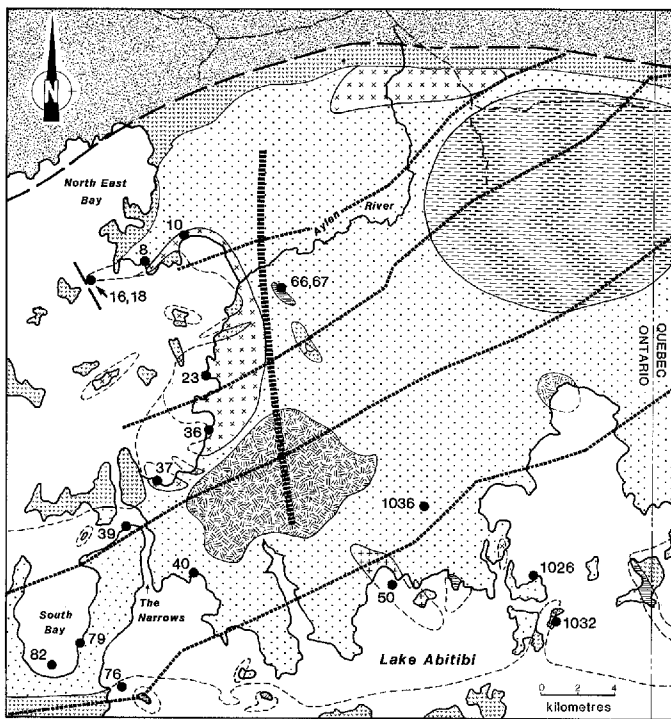 N
North East
Bay
10
8
16,18
Aylon
River
66,67
QUEBEC
ONTARIO
23
36
37
1036
39
40
50
1026
1032
South
Bay
The
Narrows
79
82
76
Lake Abitibi
0 2 4
kilometres